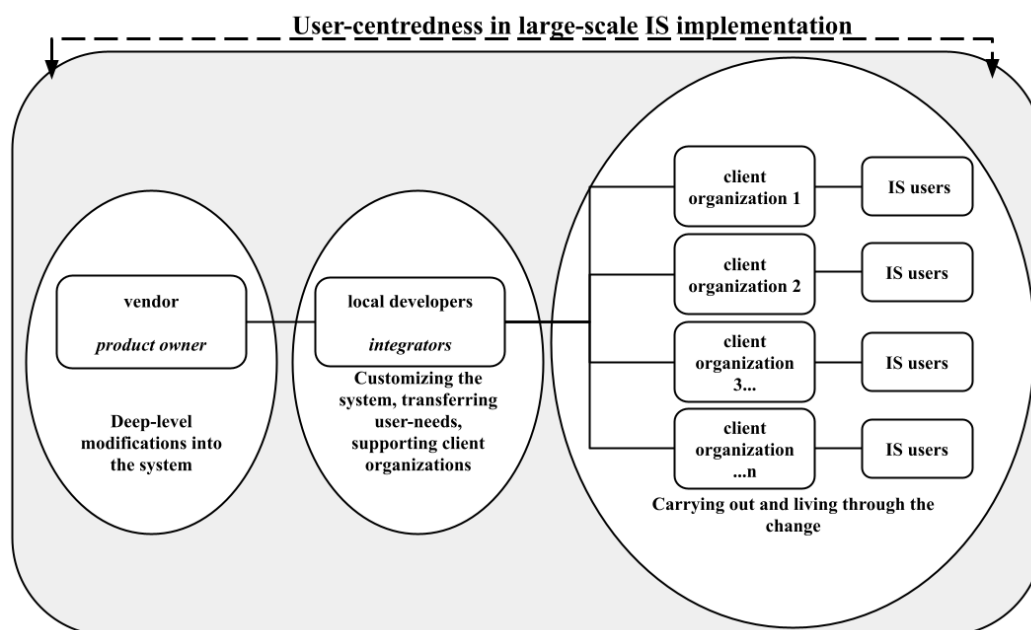 User-centredness in large-scale IS implementation
vendor
product owner
Deep-level
modifications into
the system
local developers
integrators
Customizing the
system, transferring
user-needs,
supporting client
organizations
client
organization 1
IS users
client
organization 2
IS users
client
organization
3...
IS users
client
organization
...n
IS users
Carrying out and living through the
change